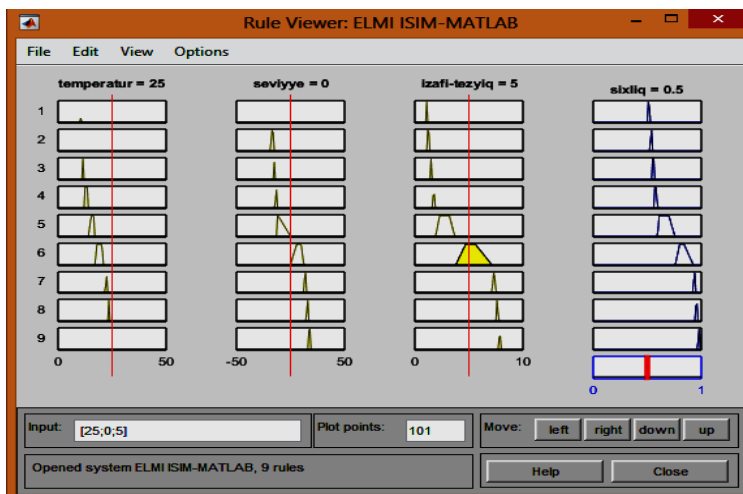 Rule Viewer: ELMI ISIM-MATLAB
File Edit View Options
temperatur = 25
seviyye = 0
izafi-tezyiq = 5
sixliq = 0.5
1
2
3
4
5
6
7
8
9
0 50
-50 50
0 10
0 1
Input: [25;0;5]
Plot points: 101
Move: left right down up
Opened system ELMI ISIM-MATLAB, 9 rules
Help Close